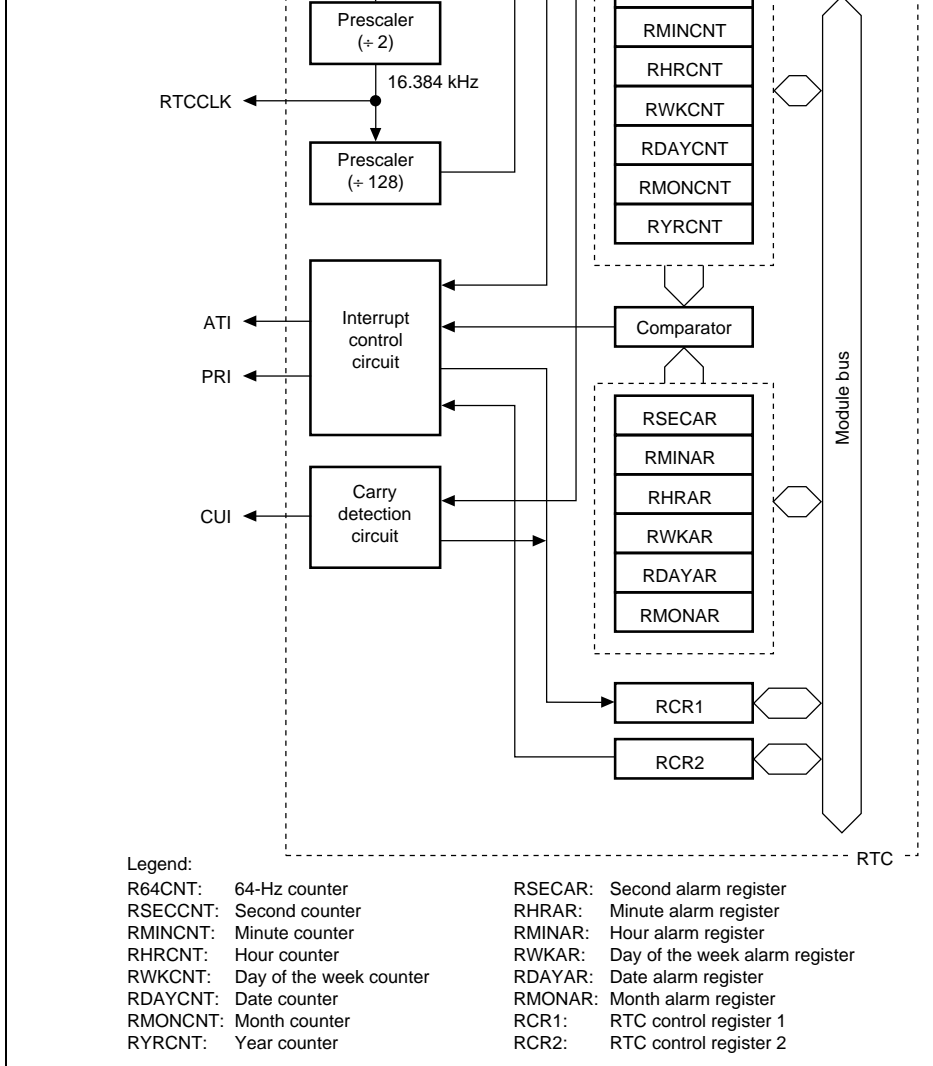 Prescaler
(÷ 2)
16.384 kHz
RTCCLK
Prescaler
(÷ 128)
RMINCNT
RHRCNT
RWKCNT
RDAYCNT
RMONCNT
RYRCNT
ATI
PRI
Interrupt
control
circuit
Comparator
Module bus
RSECAR
RMINAR
RHRAR
RWKAR
RDAYAR
RMONAR
CUI
Carry
detection
circuit
RCR1
RCR2
RTC
Legend:
R64CNT: 64-Hz counter
RSECCNT: Second counter
RMINCNT: Minute counter
RHRCNT: Hour counter
RWKCNT: Day of the week counter
RDAYCNT: Date counter
RMONCNT: Month counter
RYRCNT: Year counter
RSECAR: Second alarm register
RHRAR: Minute alarm register
RMINAR: Hour alarm register
RWKAR: Day of the week alarm register
RDAYAR: Date alarm register
RMONAR: Month alarm register
RCR1: RTC control register 1
RCR2: RTC control register 2